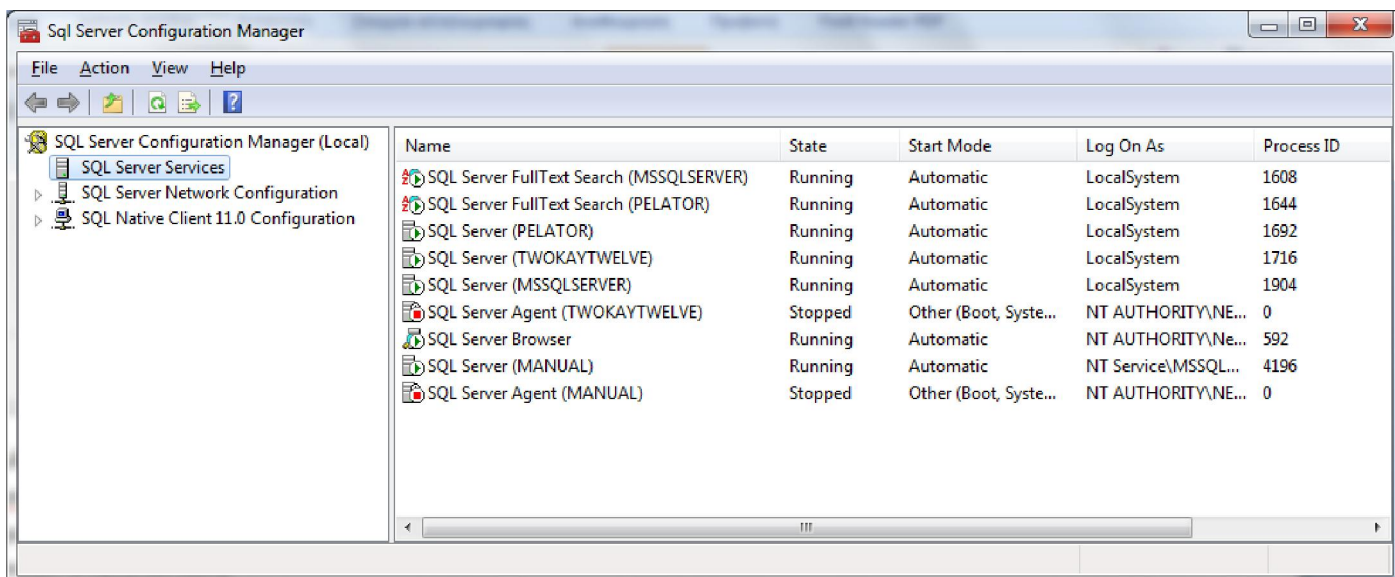 Sql Server Configuration Manager
File Action View Help
SQL Server Configuration Manager (Local)
SQL Server Services
SQL Server Network Configuration
SQL Native Client 11.0 Configuration
Name State Start Mode Log On As Process ID
SQL Server FullText Search (MSSQLSERVER) Running Automatic LocalSystem 1608
SQL Server FullText Search (PELATOR) Running Automatic LocalSystem 1644
SQL Server (PELATOR) Running Automatic LocalSystem 1692
SQL Server (TWOKAYTWELVE) Running Automatic LocalSystem 1716
SQL Server (MSSQLSERVER) Running Automatic LocalSystem 1904
SQL Server Agent (TWOKAYTWELVE) Stopped Other (Boot, Syste... NT AUTHORITY\NE... 0
SQL Server Browser Running Automatic NT AUTHORITY\Ne... 592
SQL Server (MANUAL) Running Automatic NT Service\MSSQL... 4196
SQL Server Agent (MANUAL) Stopped Other (Boot, Syste... NT AUTHORITY\NE... 0